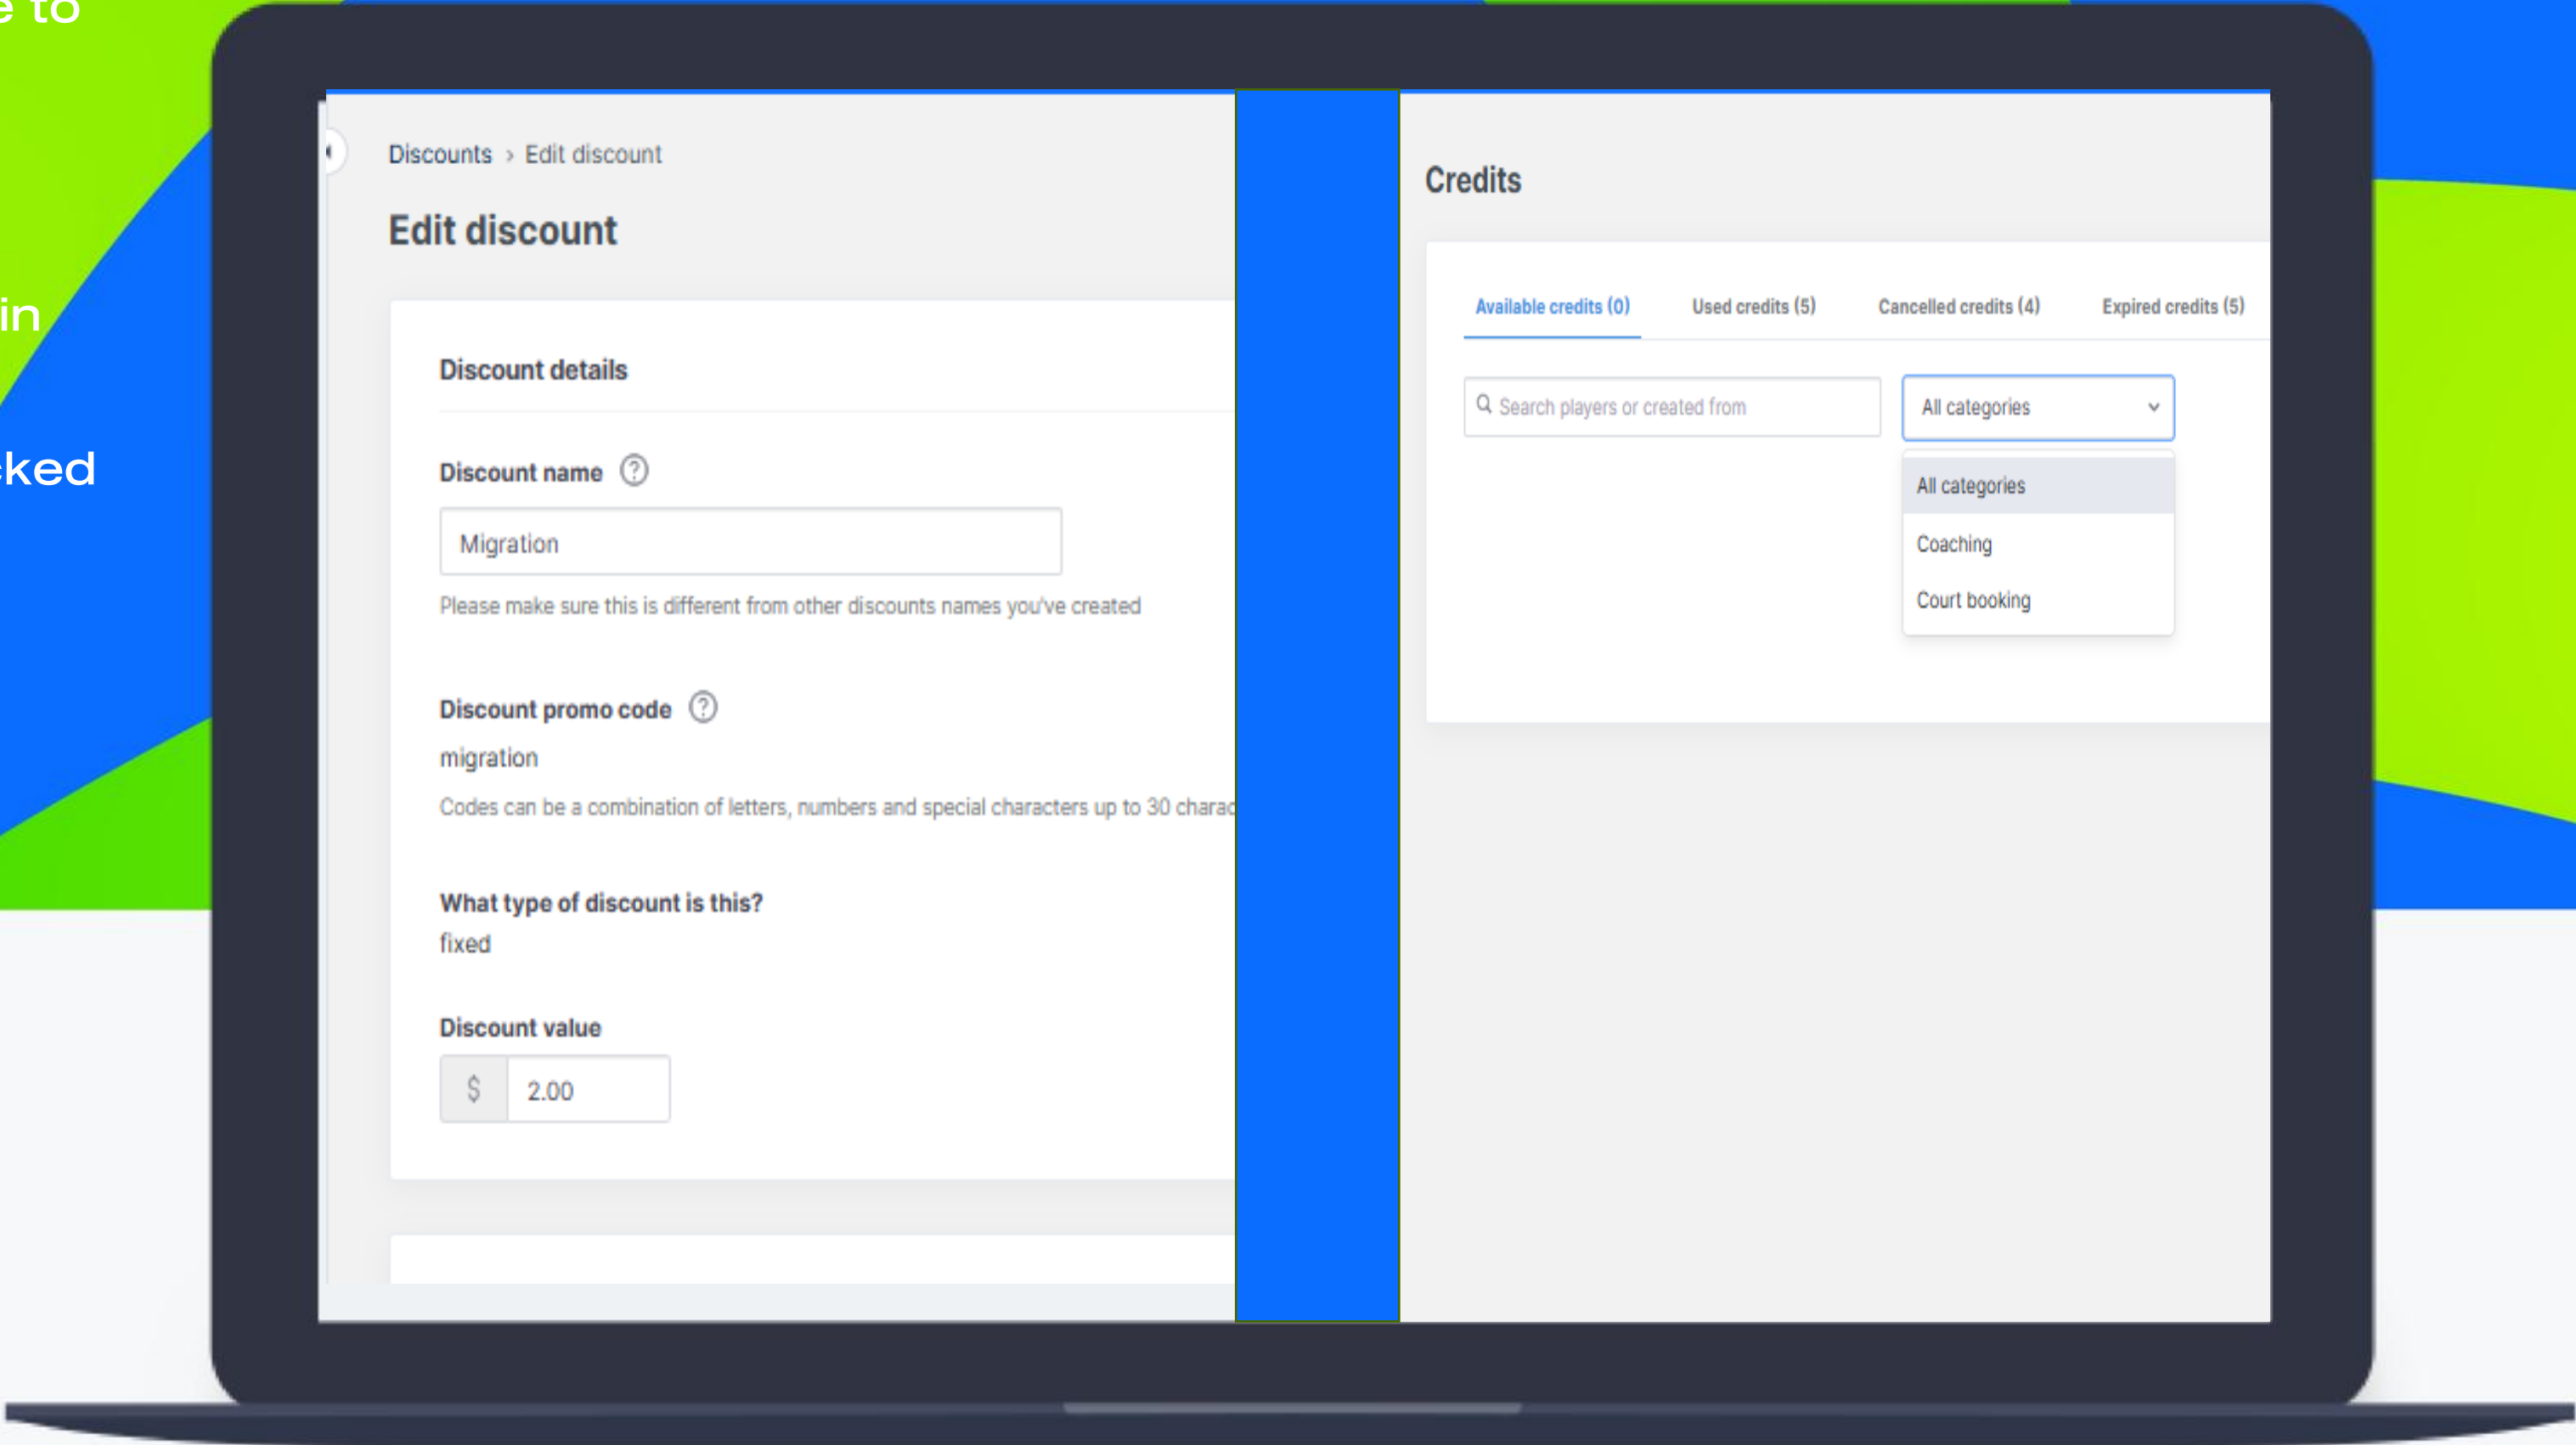 e to
in
cked
Discounts › Edit discount
Edit discount
Discount details
Discount name ?
Migration
Please make sure this is different from other discounts names you've created
Discount promo code ?
migration
Codes can be a combination of letters, numbers and special characters up to 30 charac
What type of discount is this?
fixed
Discount value
$ 2.00
Credits
Available credits (0) Used credits (5) Cancelled credits (4) Expired credits (5)
Search players or created from All categories
All categories
Coaching
Court booking